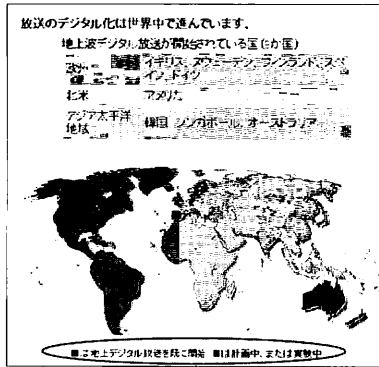 放送のデジタル化は世界中で進んでいます。
地上波デジタル放送が開始されている国
イギリス、スウェーデン、フィンランド、スペ
イン、ドイツ
北米 アメリカ
アジア太平洋
地域 韓国、シンガポール、オーストラリア
■は地上デジタル放送を既に開始 ■は計画中、または実験中